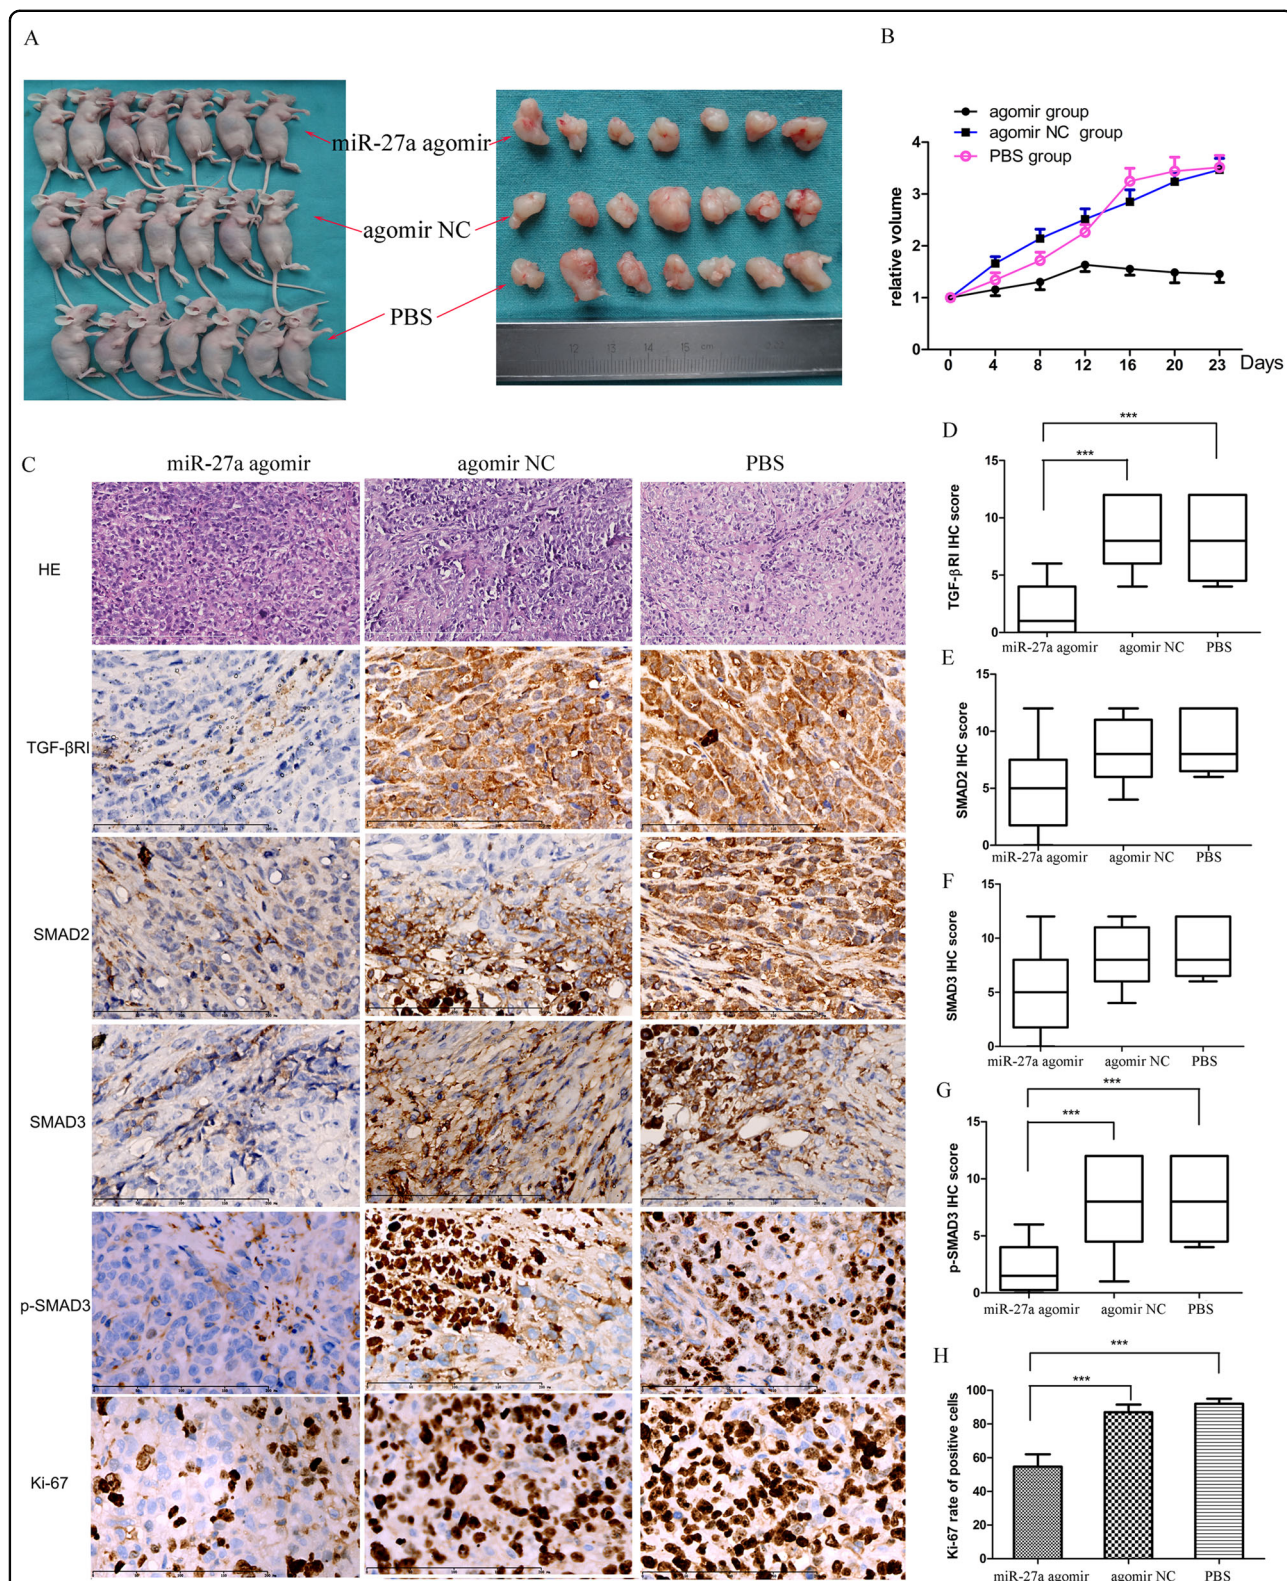 A
miR-27a agomir
agomir NC
PBS
12 13 14 15 cm
B
agomir group
agomir NC group
PBS group
relative volume
4
3
2
1
0
0 4 8 12 16 20 23 Days
C
miR-27a agomir agomir NC PBS
HE
TGF-βRI
SMAD2
SMAD3
p-SMAD3
Ki-67
D
***
***
TGF-βRI IHC score
15
10
5
0
miR-27a agomir agomir NC PBS
E
SMAD2 IHC score
15
10
5
0
miR-27a agomir agomir NC PBS
F
SMAD3 IHC score
15
10
5
0
miR-27a agomir agomir NC PBS
G
***
***
p-SMAD3 IHC score
15
10
5
0
miR-27a agomir agomir NC PBS
H
***
***
Ki-67 rate of positive cells
100
80
60
40
20
0
miR-27a agomir agomir NC PBS